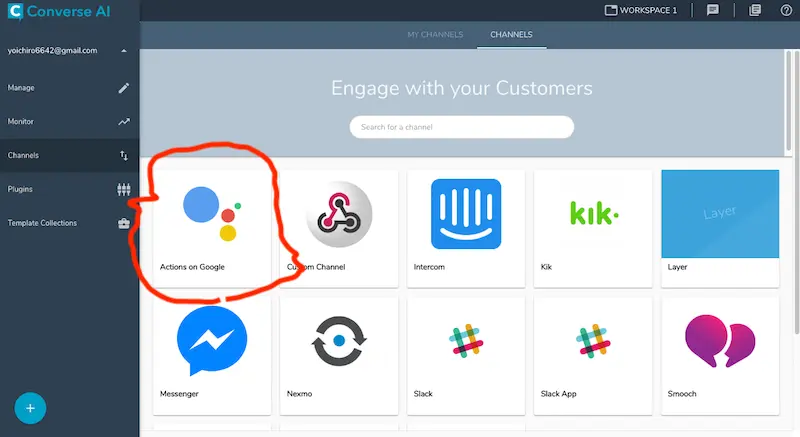 Converse AI
WORKSPACE 1
yoichiro6642@gmail.com
MY CHANNELS
CHANNELS
Manage
Monitor
Channels
Plugins
Template Collections
Engage with your Customers
Search for a channel
Actions on Google
Custom Channel
Intercom
kik.
Kik
Layer
Layer
Messenger
Nexmo
Slack
Slack App
Smooch